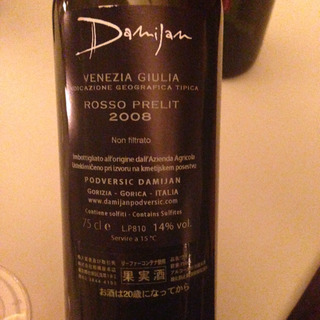 Damijan
VENEZIA GIULIA
INDICAZIONE GEOGRAFICA TIPICA
ROSSO PRELIT
2008
Non filtrato
Imbottigliato all'origine dall'Azienda Agricola
Ustekleničeno pri izvoru na kmetijskem posestvu
PODVERSIC DAMIJAN
GORIZIA - GORICA - ITALIA
www.damijanpodversic.com
Contiene solfiti - Contains Sulfites
75 cl e L.P810 14% vol.
Servire a 15 °C
果実酒
お酒は20歳になってから